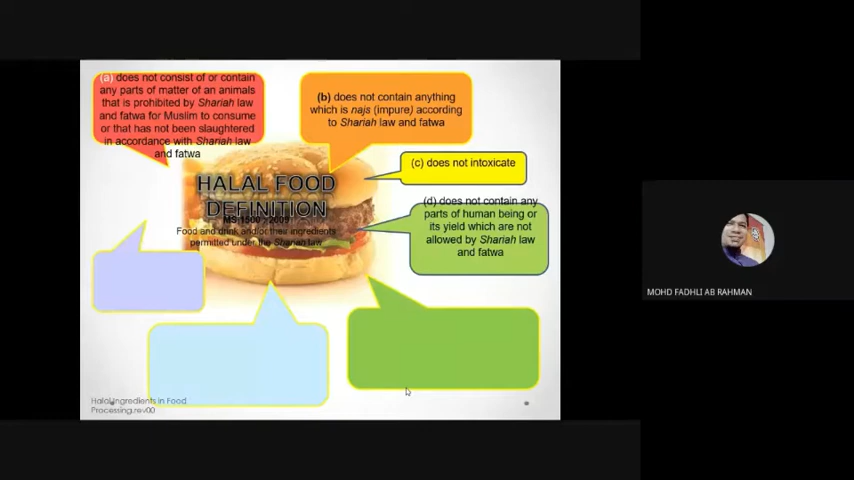 (a) does not consist of or contain
any parts of matter of an animals
that is prohibited by Shariah law
and fatwa for Muslim to consume
or that has not been slaughtered
in accordance with Shariah law
and fatwa
(b) does not contain anything
which is najs (impure) according
to Shariah law and fatwa
(c) does not intoxicate
(d) does not contain any
parts of human being or
its yield which are not
allowed by Shariah law
and fatwa
HALAL FOOD
DEFINITION
MS 1500 : 2009
Food and drink and/or their ingredients
permitted under the Shariah law
Halal Ingredients in Food
Processing.rev00
MOHD FADHLI AB RAHMAN